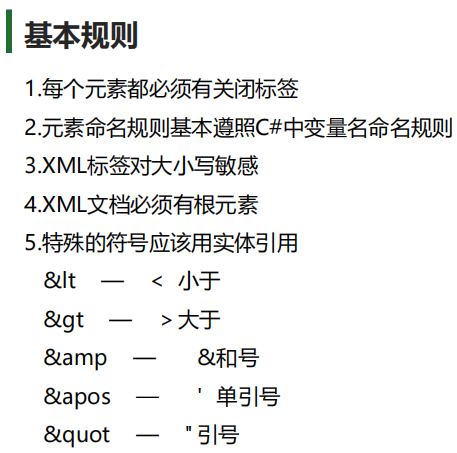 基本规则
1.每个元素都必须有关闭标签
2.元素命名规则基本遵照C#中变量名命名规则
3.XML标签对大小写敏感
4.XML文档必须有根元素
5.特殊的符号应该用实体引用
&lt — < 小于
&gt — > 大于
&amp — &和号
&apos — ' 单引号
&quot — " 引号